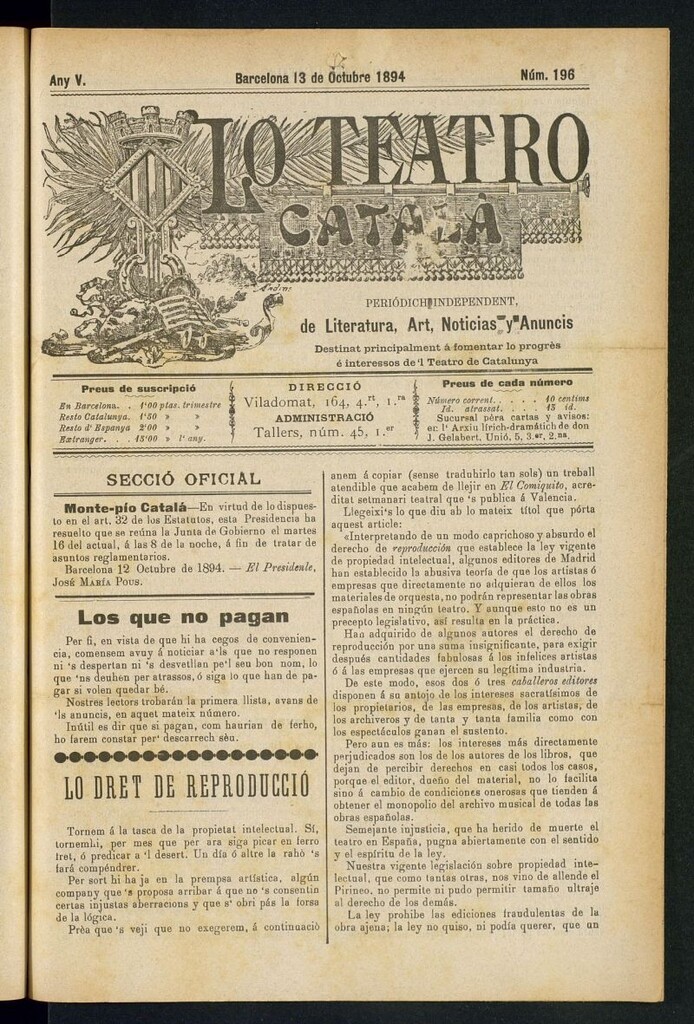 Any V.
Barcelona 13 de Octubre 1894
Núm. 196
LO TEATRO
CATALÀ
PERIÓDICH INDEPENDENT,
de Literatura, Art, Noticias y Anuncis
Destinat principalment á fomentar lo progrès
é interessos de 'l Teatro de Catalunya
Preus de suscripció
En Barcelona. . 1'00 ptas. trimestre
Resto Catalunya. 1'50 » »
Resto d' Espanya 2'00 » »
Extranger. . . . 15'00 » l' any.
DIRECCIÓ
Viladomat, 164, 4.rt, 1.ra
ADMINISTRACIÓ
Tallers, núm. 45, 1.er
Preus de cada número
Número corrent. . . . . 10 centims
Id. atrassat. . . . . 15 id.
Sucursal pèra cartas y avisos:
en l' Arxiu lírich-dramátich de don
J. Gelabert, Unió, 5, 3.er, 2.na.
SECCIÓ OFICIAL
Monte-pío Catalá—En virtud de lo dispues-
to en el art. 32 de los Estatutos, esta Presidencia ha
resuelto que se reúna la Junta de Gobierno el martes
16 del actual, á las 8 de la noche, á fin de tratar de
asuntos reglamentarios.
Barcelona 12 Octubre de 1894. — El Presidente,
JOSÉ MARÍA POUS.
Los que no pagan
Per fi, en vista de que hi ha cegos de convenien-
cia, comensem avuy á noticiar a'ls que no responen
ni 's despertan ni 's desvetllan pe'l seu bon nom, lo
que 'ns deuhen per atrassos, ó siga lo que han de pa-
gar si volen quedar bé.
Nostres lectors trobarán la primera llista, avans de
'ls anuncis, en aquet mateix número.
Inútil es dir que si pagan, com haurian de ferho,
ho farem constar per' descarrech sèu.
LO DRET DE REPRODUCCIÓ
Tornem á la tasca de la propietat intelectual. Sí,
tornemhi, per mes que per ara siga picar en ferro
fret, ó predicar a 'l desert. Un día ó altre la rahó 's
fará compéndrer.
Per sort hi ha ja en la prempsa artística, algún
company que 's proposa arribar á que no 's consentin
certas injustas aberracions y que s' obri pás la forsa
de la lógica.
Prèa que 's veji que no exegerem, á continuació
anem á copiar (sense tradubirlo tan sols) un treball
atendible que acabem de llejir en El Comiquito, acre-
ditat setmanari teatral que 's publica á Valencia.
Llegeixi's lo que diu ab lo mateix títol que pórta
aquest article:
«Interpretando de un modo caprichoso y absurdo el
derecho de reproducción que establece la ley vigente
de propiedad intelectual, algunos editores de Madrid
han establecido la abusiva teoría de que los artistas ó
empresas que directamente no adquieran de ellos los
materiales de orquesta, no podrán representar las obras
españolas en ningún teatro. Y aunque esto no es un
precepto legislativo, así resulta en la práctica.
Han adquirido de algunos autores el derecho de
reproducción por una suma insignificante, para exigir
después cantidades fabulosas á los infelices artistas
ó á las empresas que ejercen su legítima industria.
De este modo, esos dos ó tres caballeros editores
disponen á su antojo de los intereses sacratísimos de
los propietarios, de las empresas, de los artistas, de
los archiveros y de tanta y tanta familia como con
los espectáculos ganan el sustento.
Pero aun es más: los intereses más directamente
perjudicados son los de los autores de los libros, que
dejan de percibir derechos en casi todos los casos,
porque el editor, dueño del material, no lo facilita
sino á cambio de condiciones onerosas que tienden á
obtener el monopolio del archivo musical de todas las
obras españolas.
Semejante injusticia, que ha herido de muerte el
teatro en España, pugna abiertamente con el sentido
y el espíritu de la ley.
Nuestra vigente legislación sobre propiedad inte-
lectual, que como tantas otras, nos vino de allende el
Pirineo, no permite ni pudo permitir tamaño ultraje
al derecho de los demás.
La ley prohibe las ediciones fraudulentas de la
obra ajena; la ley no quiso, ni podía querer, que un